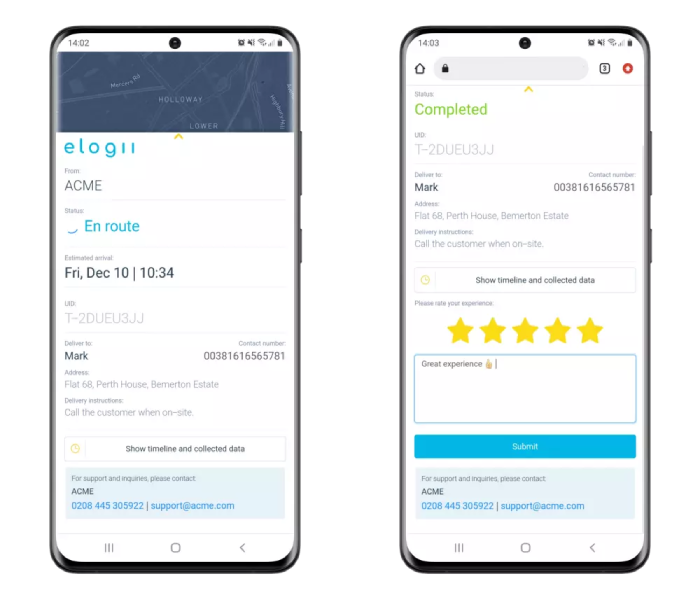 14:02
Mercers Rd
HOLLOWAY
LOWER
elogii
From:
ACME
Status:
En route
Estimated arrival:
Fri, Dec 10 | 10:34
UID:
T-2DUEU3JJ
Deliver to: Contact number:
Mark 00381616565781
Address:
Flat 68, Perth House, Bemerton Estate
Delivery instructions:
Call the customer when on-site.
Show timeline and collected data
For support and inquiries, please contact:
ACME
0208 445 305922 | support@acme.com
14:03
3
Status:
Completed
UID:
T-2DUEU3JJ
Deliver to: Contact number:
Mark 00381616565781
Address:
Flat 68, Perth House, Bemerton Estate
Delivery instructions:
Call the customer when on-site.
Show timeline and collected data
Please rate your experience:
Great experience 👌
Submit
For support and inquiries, please contact:
ACME
0208 445 305922 | support@acme.com